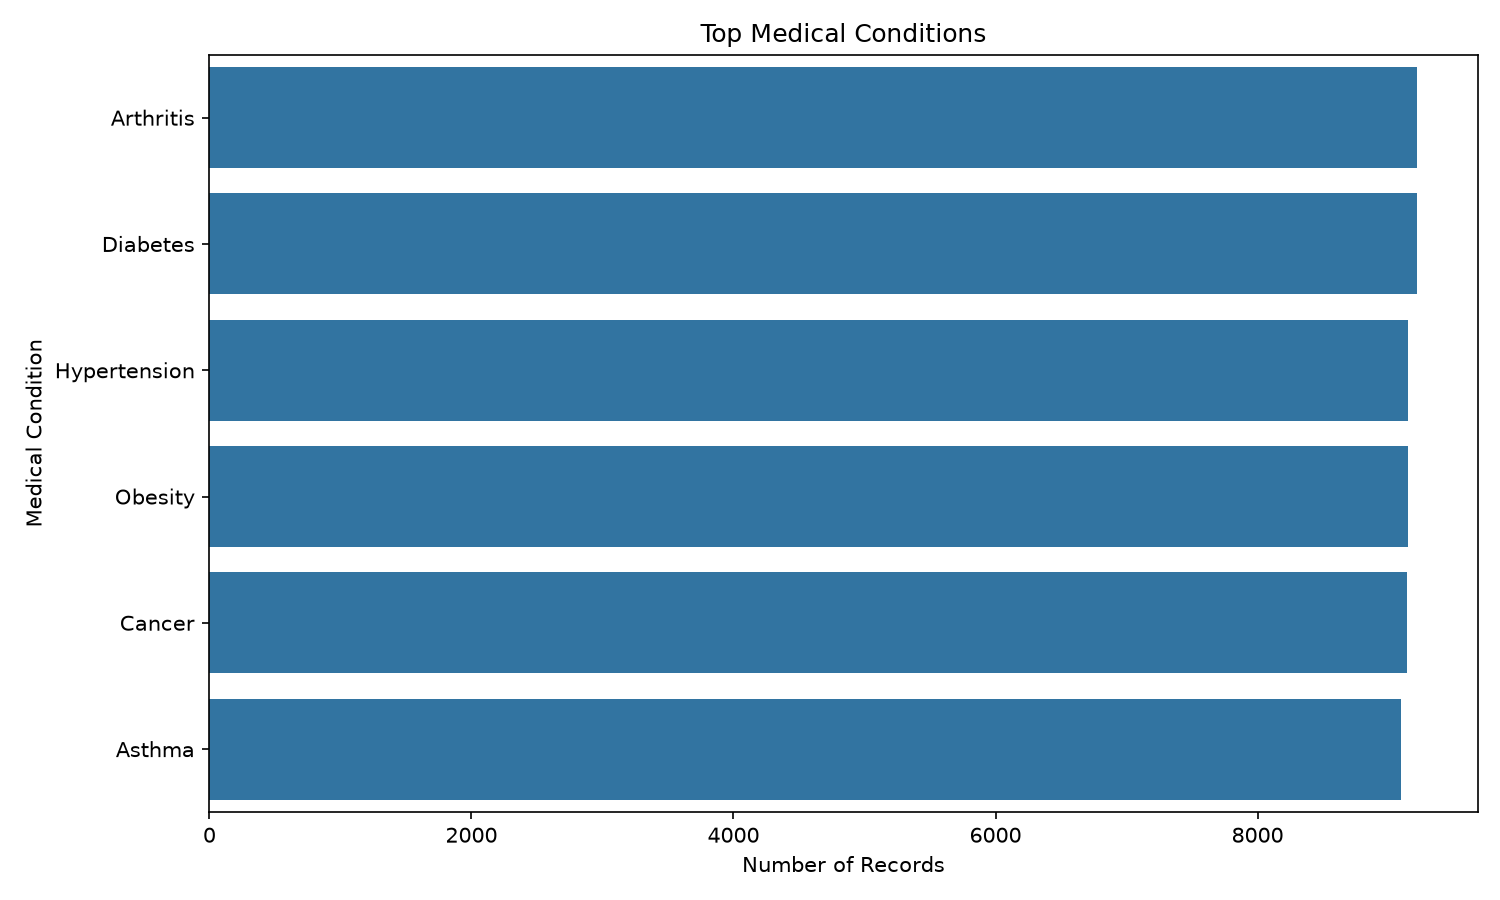 Top Medical Conditions
Arthritis
Diabetes
Hypertension
Obesity
Cancer
Asthma
Medical Condition
0 2000 4000 6000 8000
Number of Records